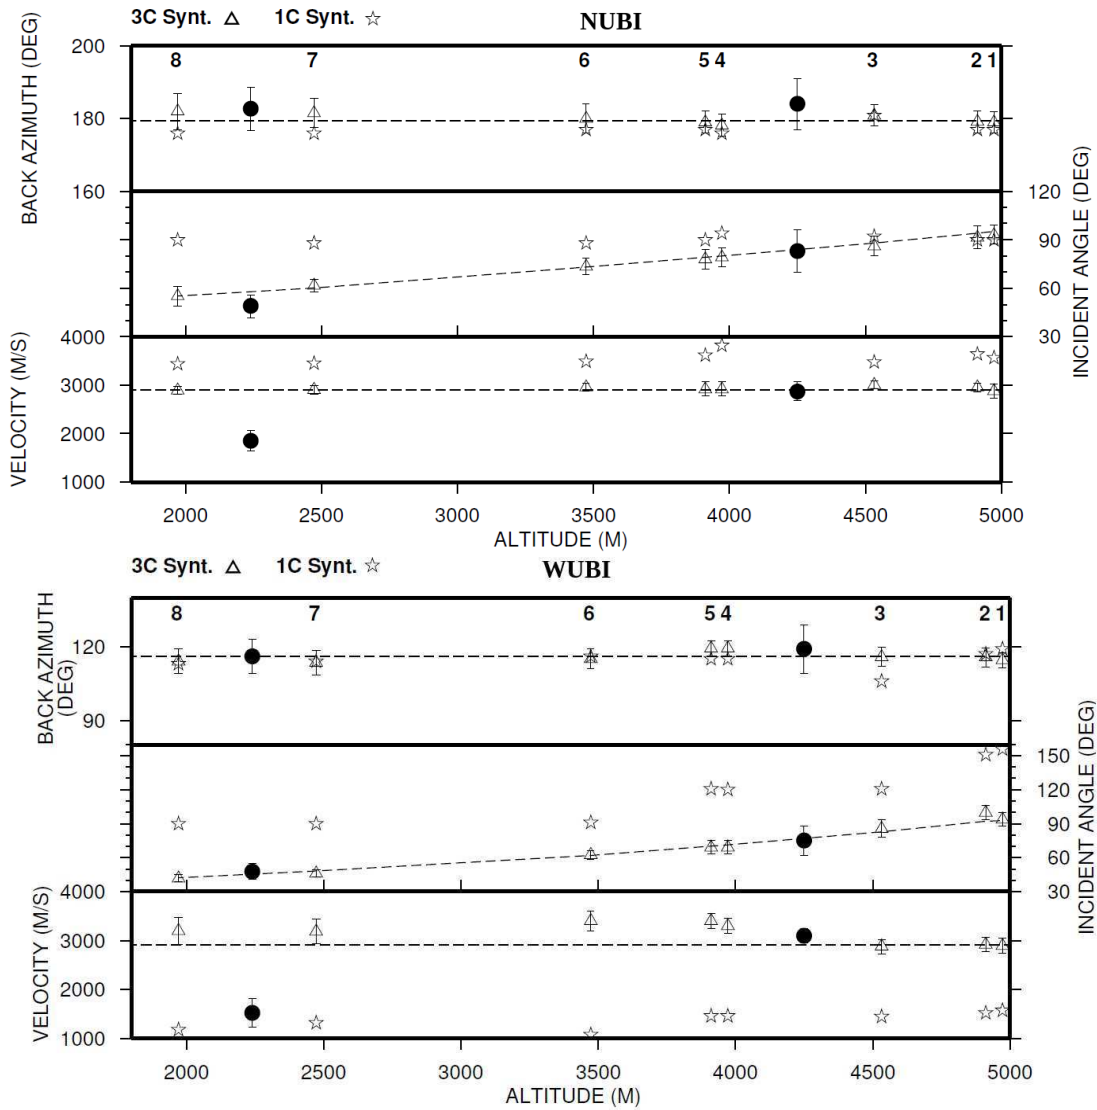 3C Synt. △ 1C Synt. ☆ NUBI
BACK AZIMUTH (DEG)
200
180
160
8 7 6 5 4 3 2 1
120
90
60
30
INCIDENT ANGLE (DEG)
VELOCITY (M/S)
4000
3000
2000
1000
2000 2500 3000 3500 4000 4500 5000
ALTITUDE (M)
3C Synt. △ 1C Synt. ☆ WUBI
BACK AZIMUTH
(DEG)
120
90
8 7 6 5 4 3 2 1
150
120
90
60
30
INCIDENT ANGLE (DEG)
VELOCITY (M/S)
4000
3000
2000
1000
2000 2500 3000 3500 4000 4500 5000
ALTITUDE (M)